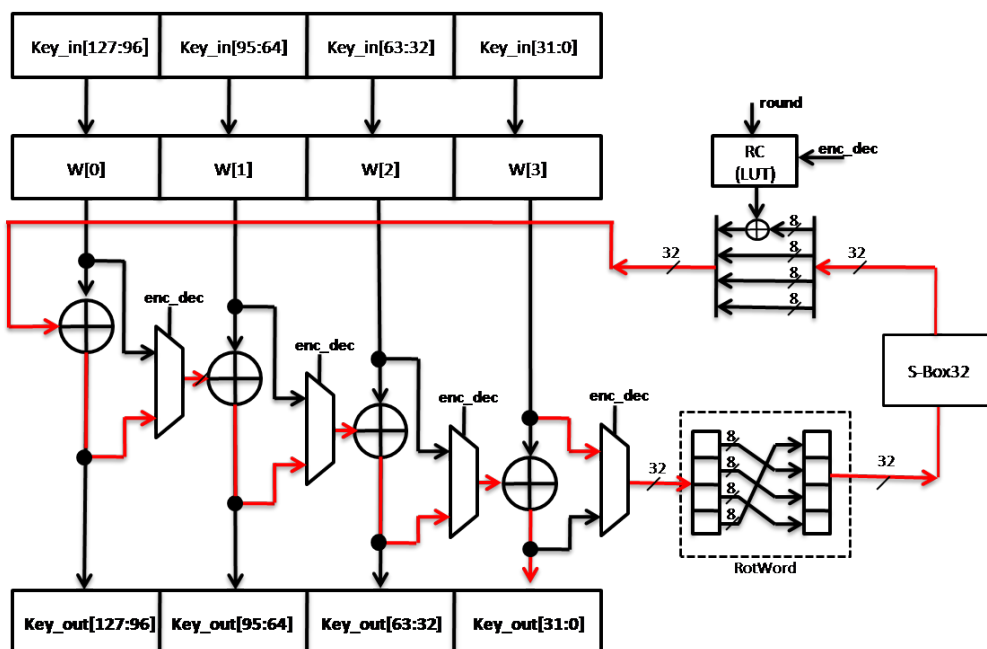 Key_in[127:96] Key_in[95:64] Key_in[63:32] Key_in[31:0]
round
W[0] W[1] W[2] W[3]
RC
(LUT)
enc_dec
8
8
8
8
32
32
enc_dec
enc_dec
enc_dec
enc_dec
S-Box32
32
8
8
8
8
32
RotWord
Key_out[127:96] Key_out[95:64] Key_out[63:32] Key_out[31:0]